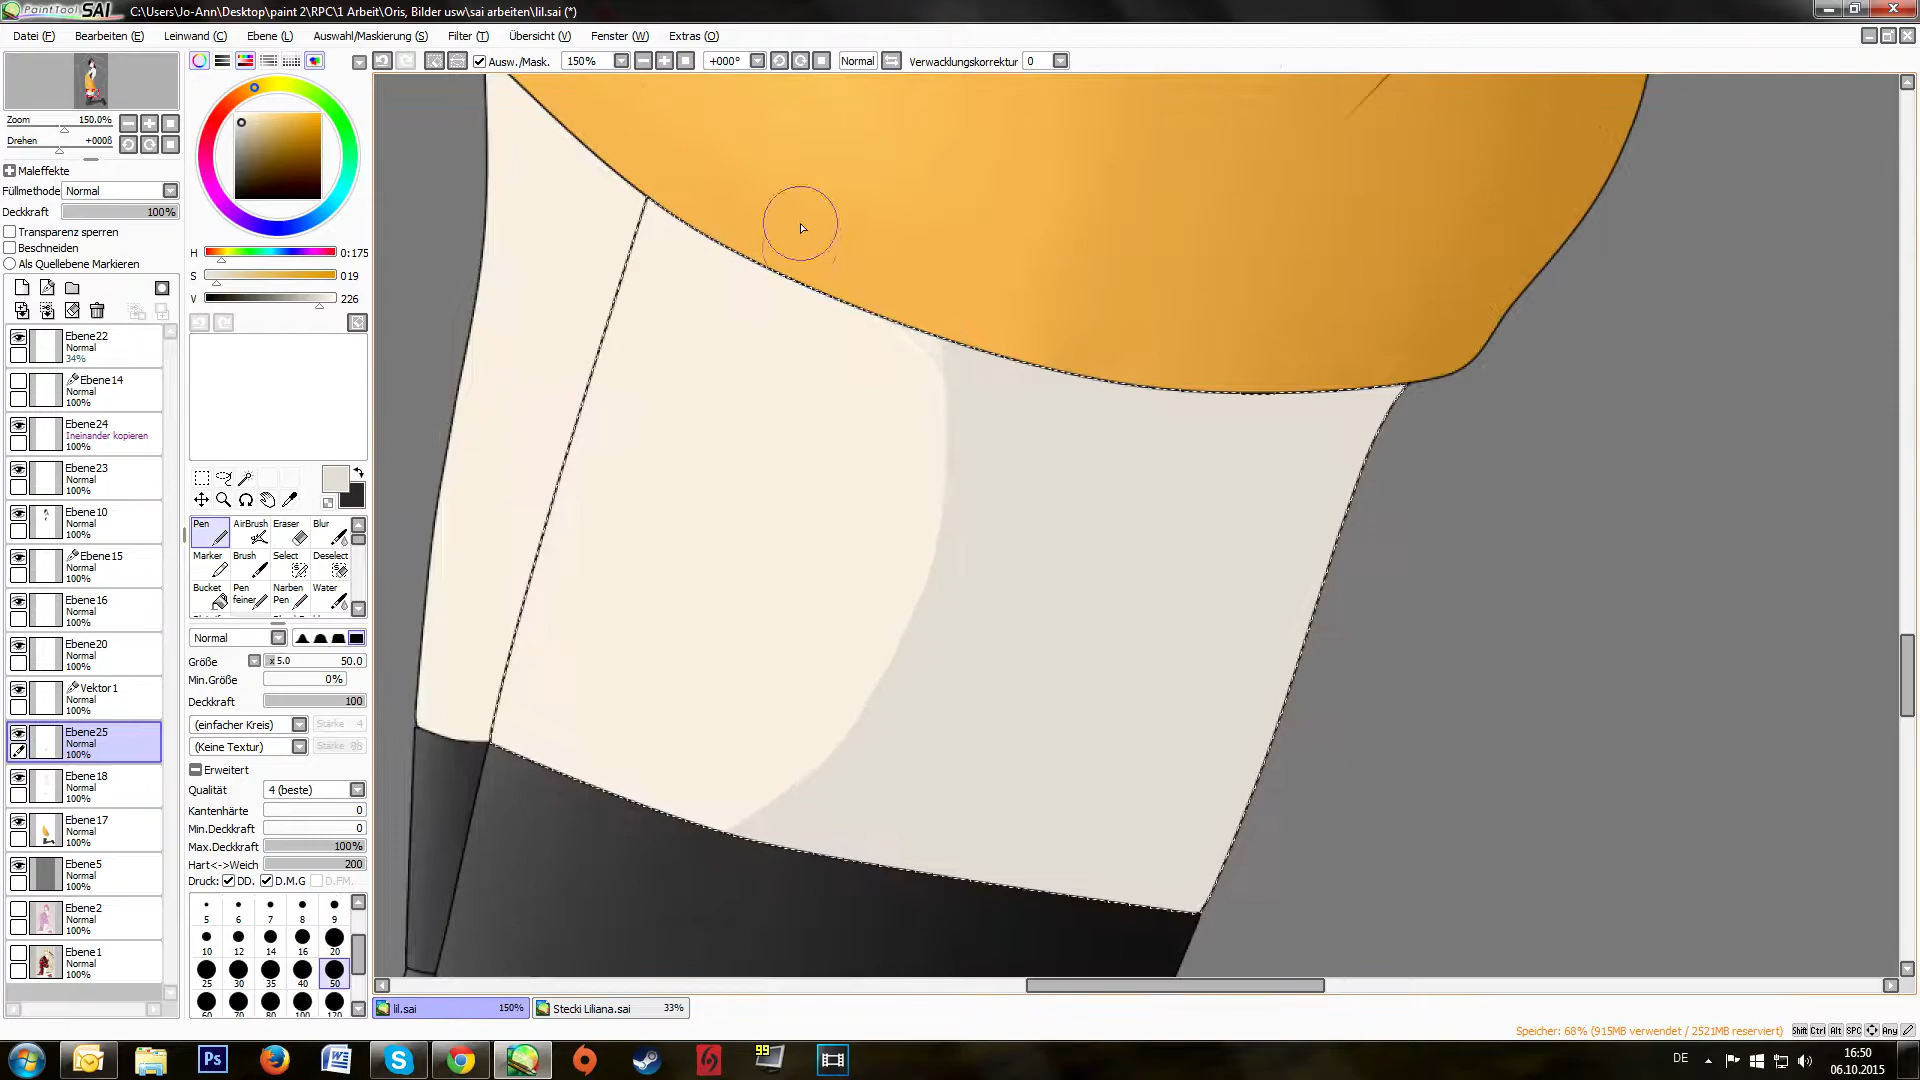 PaintTool SAI C:\Users\Jo-Ann\Desktop\paint 2\RPC\1 Arbeit\Oris, Bilder usw\sai arbeiten\lil.sai (*)
Datei (F) Bearbeiten (E) Leinwand (C) Ebene (L) Auswahl/Maskierung (S) Filter (T) Übersicht (V) Fenster (W) Extras (O)
Ausw./Mask. 150% +000° Normal Verwacklungskorrektur 0
Zoom 150.0%
Drehen +000ß
Maleffekte
Füllmethode Normal
Deckkraft 100%
Transparenz sperren
Beschneiden
Als Quellebene Markieren
Ebene22
Normal
34%
Ebene14
Normal
100%
Ebene24
Ineinander kopieren
100%
Ebene23
Normal
100%
Ebene10
Normal
100%
Ebene15
Normal
100%
Ebene16
Normal
100%
Ebene20
Normal
100%
Vektor1
Normal
100%
Ebene25
Normal
100%
Ebene18
Normal
100%
Ebene17
Normal
100%
Ebene5
Normal
100%
Ebene2
Normal
100%
Ebene1
Normal
100%
H 0:175
S 019
V 226
Pen AirBrush Eraser Blur
Marker Brush Select Deselect
Bucket Pen feiner Narben Pen Water
Normal
Größe x 5.0 50.0
Min.Größe 0%
Deckkraft 100
(einfacher Kreis) Stärke 4
(Keine Textur) Stärke 88
Erweitert
Qualität 4 (beste)
Kantenhärte 0
Min.Deckkraft 0
Max.Deckkraft 100%
Hart<->Weich 200
Druck: DD. D.M.G D.FM.
5 6 7 8 9
10 12 14 16 20
25 30 35 40 50
60 70 80 100 120
lil.sai 150% Stecki Liliana.sai 33%
Speicher: 68% (915MB verwendet / 2521MB reserviert) Shift Ctrl Alt SPC Any
Ps 99 DE 16:50
06.10.2015